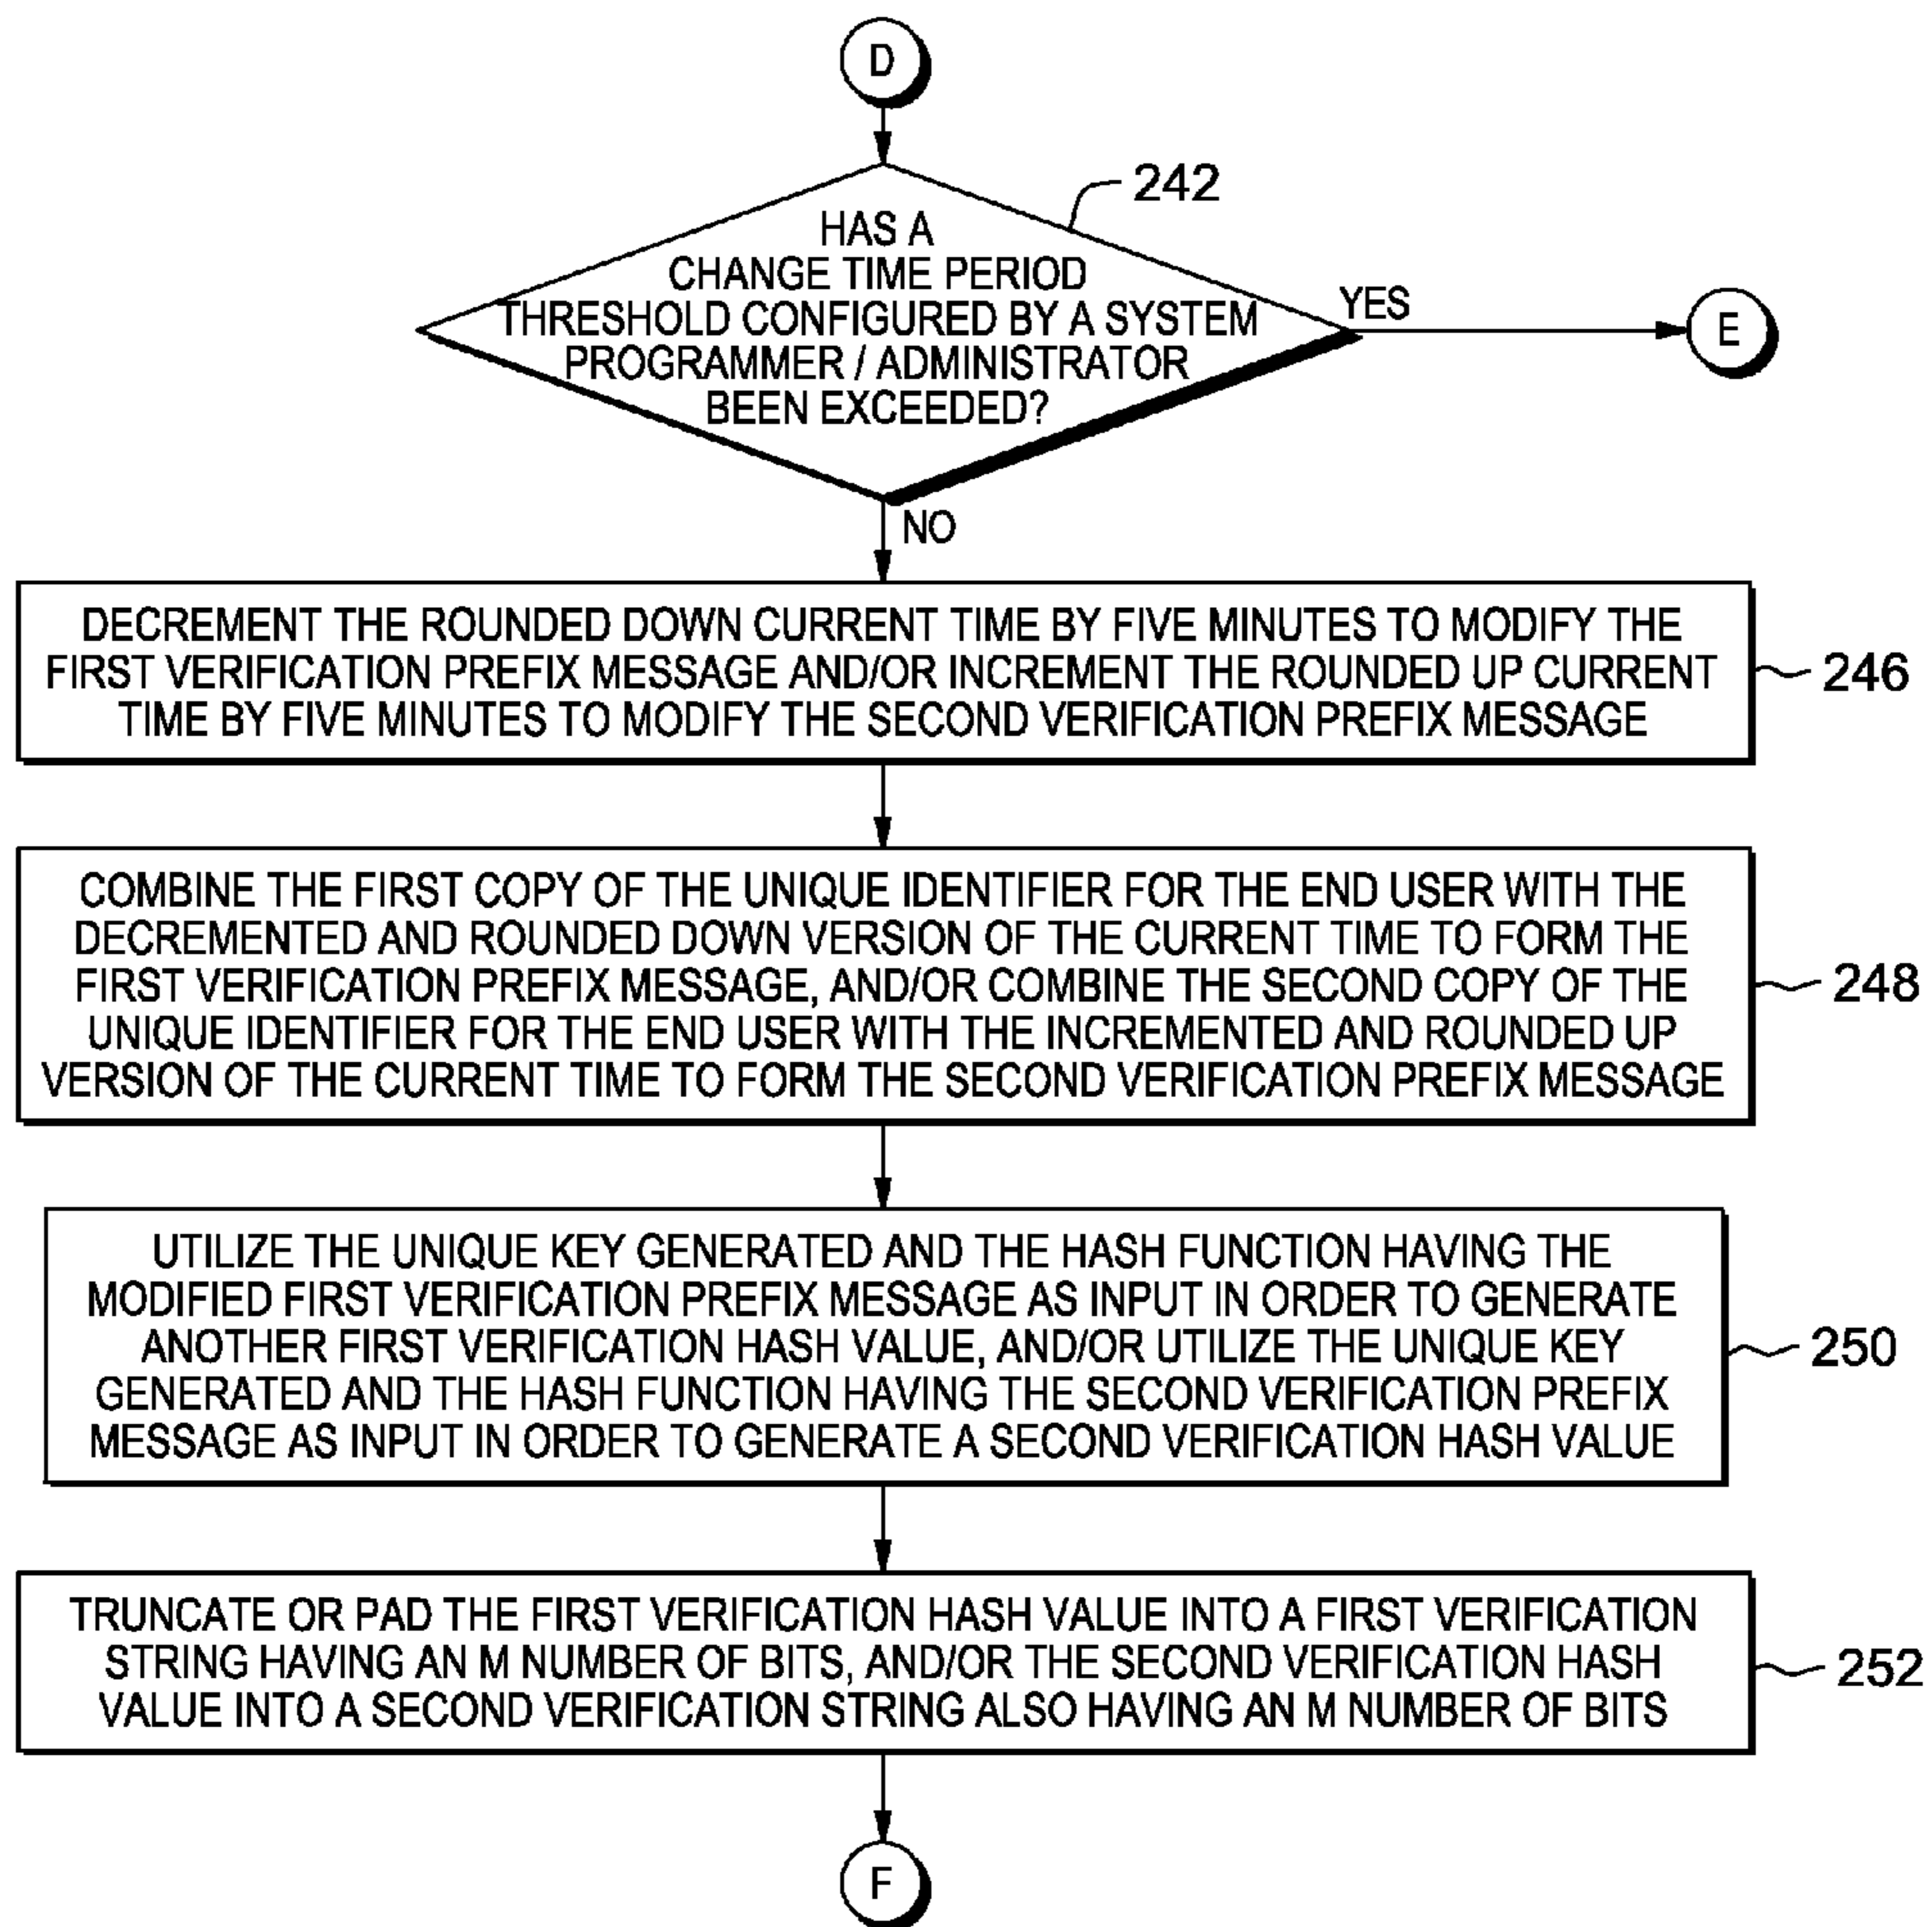 D
242
HAS A
CHANGE TIME PERIOD
THRESHOLD CONFIGURED BY A SYSTEM
PROGRAMMER / ADMINISTRATOR
BEEN EXCEEDED?
YES
E
NO
DECREMENT THE ROUNDED DOWN CURRENT TIME BY FIVE MINUTES TO MODIFY THE
FIRST VERIFICATION PREFIX MESSAGE AND/OR INCREMENT THE ROUNDED UP CURRENT
TIME BY FIVE MINUTES TO MODIFY THE SECOND VERIFICATION PREFIX MESSAGE
246
COMBINE THE FIRST COPY OF THE UNIQUE IDENTIFIER FOR THE END USER WITH THE
DECREMENTED AND ROUNDED DOWN VERSION OF THE CURRENT TIME TO FORM THE
FIRST VERIFICATION PREFIX MESSAGE, AND/OR COMBINE THE SECOND COPY OF THE
UNIQUE IDENTIFIER FOR THE END USER WITH THE INCREMENTED AND ROUNDED UP
VERSION OF THE CURRENT TIME TO FORM THE SECOND VERIFICATION PREFIX MESSAGE
248
UTILIZE THE UNIQUE KEY GENERATED AND THE HASH FUNCTION HAVING THE
MODIFIED FIRST VERIFICATION PREFIX MESSAGE AS INPUT IN ORDER TO GENERATE
ANOTHER FIRST VERIFICATION HASH VALUE, AND/OR UTILIZE THE UNIQUE KEY
GENERATED AND THE HASH FUNCTION HAVING THE SECOND VERIFICATION PREFIX
MESSAGE AS INPUT IN ORDER TO GENERATE A SECOND VERIFICATION HASH VALUE
250
TRUNCATE OR PAD THE FIRST VERIFICATION HASH VALUE INTO A FIRST VERIFICATION
STRING HAVING AN M NUMBER OF BITS, AND/OR THE SECOND VERIFICATION HASH
VALUE INTO A SECOND VERIFICATION STRING ALSO HAVING AN M NUMBER OF BITS
252
F